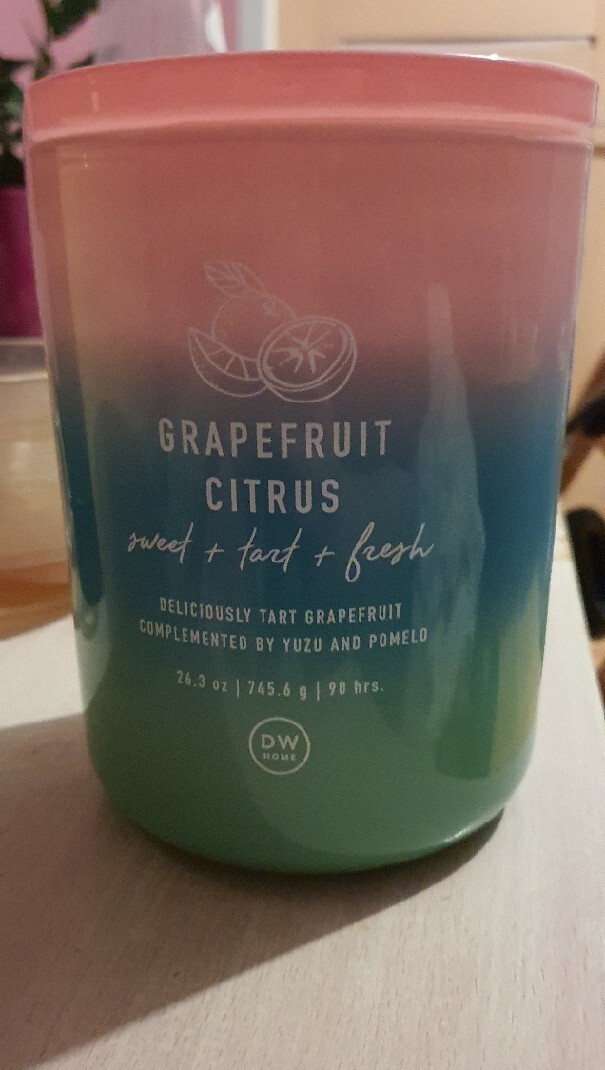 GRAPEFRUIT
CITRUS
sweet + tart + fresh
DELICIOUSLY TART GRAPEFRUIT
COMPLEMENTED BY YUZU AND POMELO
26.3 oz | 745.6 g | 90 hrs.
DW
HOME